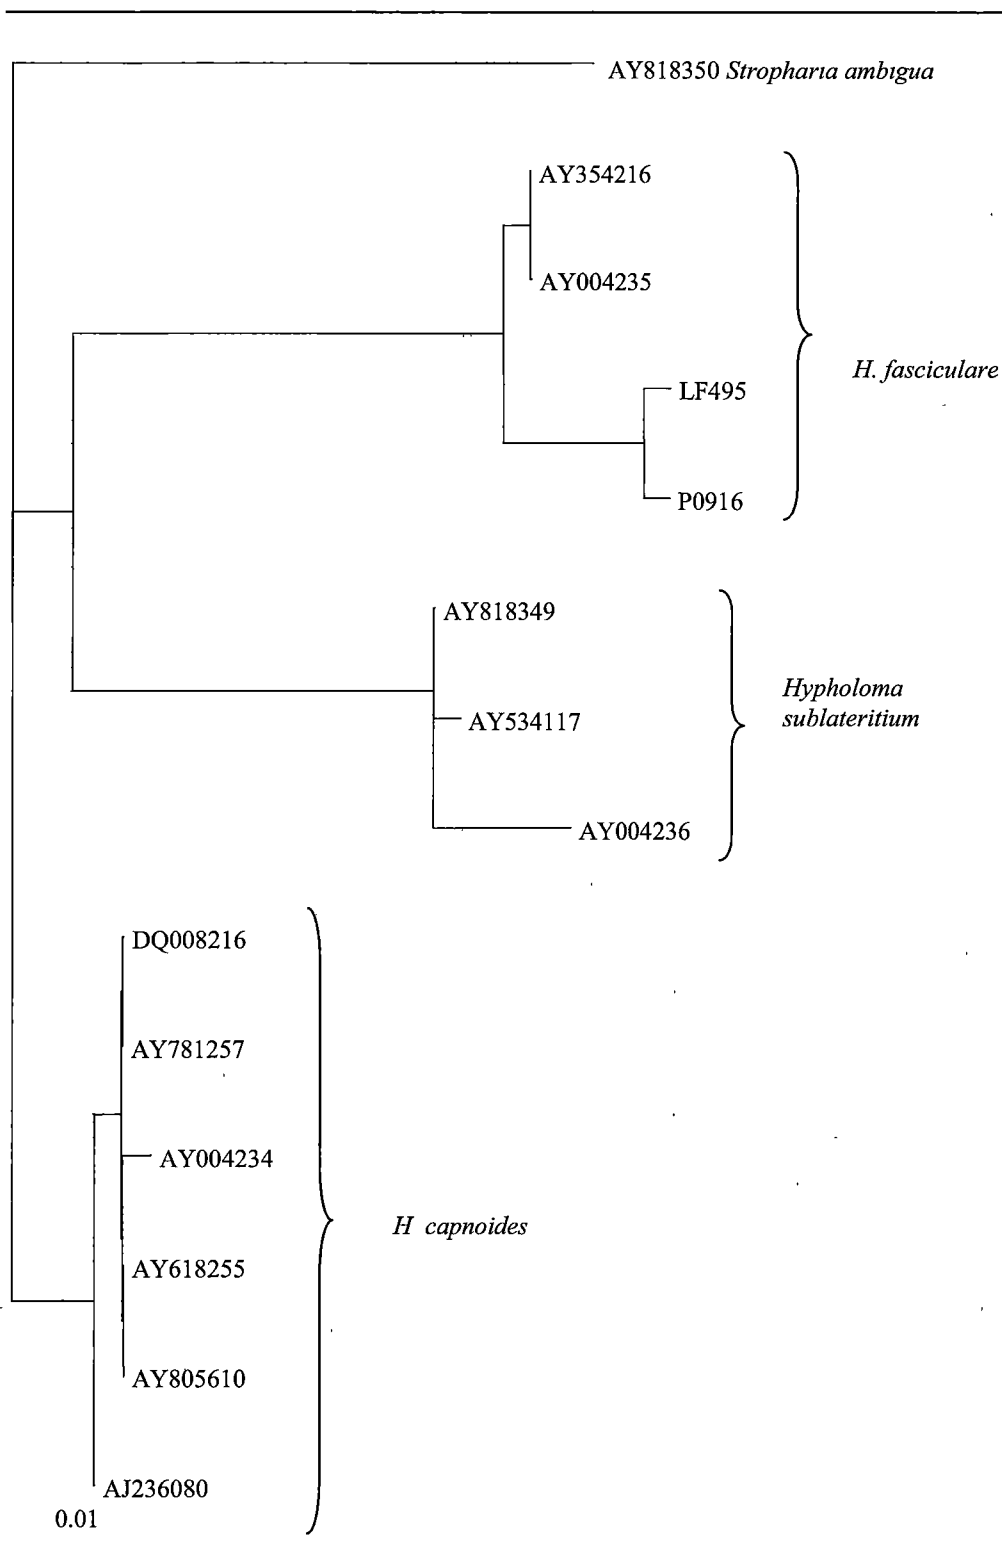 AY818350 Stropharia ambigua
AY354216
AY004235
H. fasciculare
LF495
P0916
AY818349
Hypholoma
sublateritium
AY534117
AY004236
DQ008216
AY781257
AY004234
H capnoides
AY618255
AY805610
AJ236080
0.01